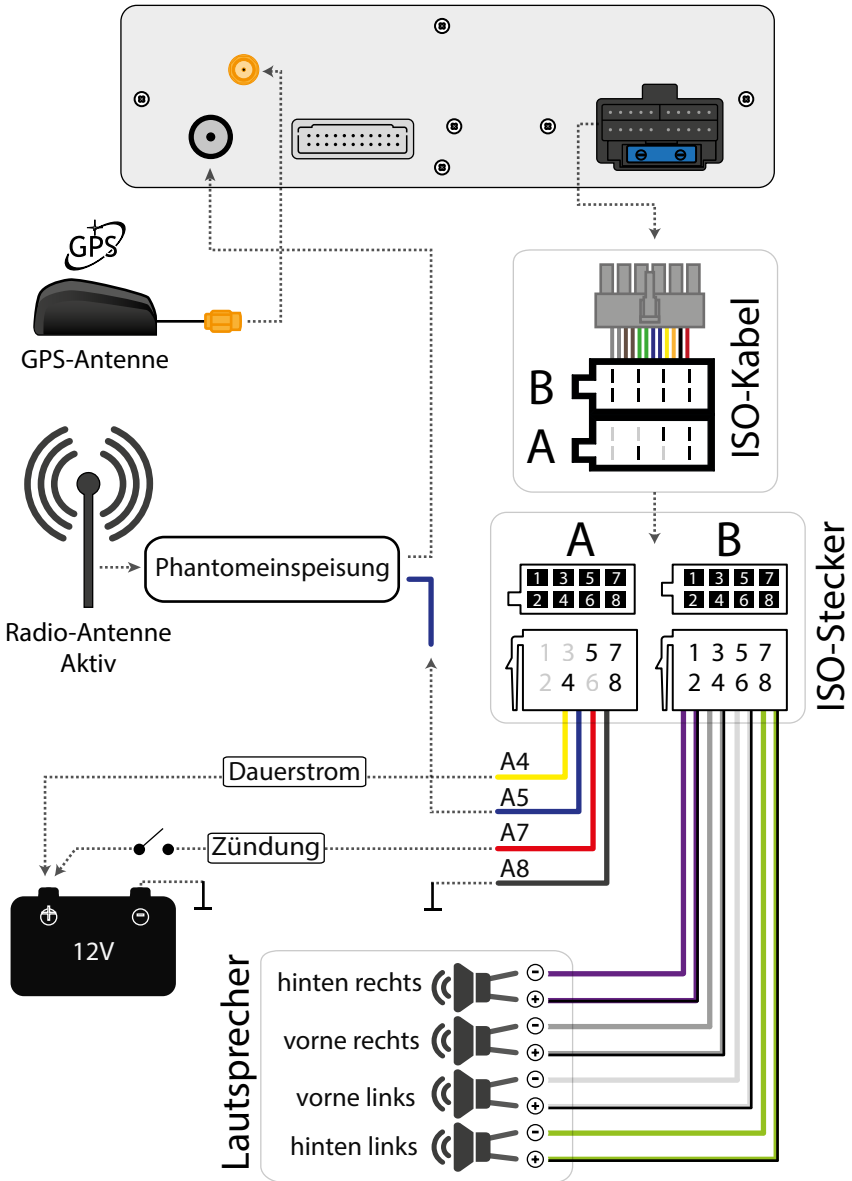 GPS
GPS-Antenne
ISO-Kabel
B
A
Phantomeinspeisung
Radio-Antenne
Aktiv
ISO-Stecker
A
B
1 3 5 7
2 4 6 8
1 3 5 7
2 4 6 8
1 3 5 7
2 4 6 8
1 3 5 7
2 4 6 8
A4
Dauerstrom
A5
A7
Zündung
A8
+ -
12V
Lautsprecher
hinten rechts
-
+
vorne rechts
-
+
vorne links
-
+
hinten links
-
+